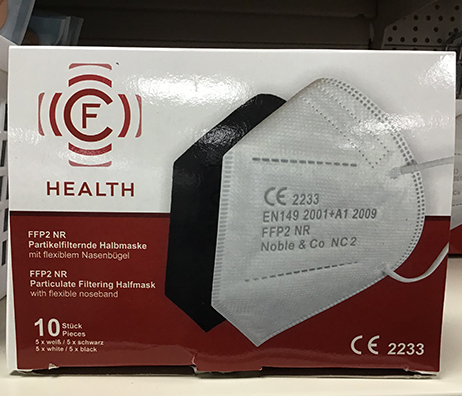 CF
HEALTH
FFP2 NR
Partikelfilternde Halbmaske
mit flexiblem Nasenbügel
FFP2 NR
Particulate Filtering Halfmask
with flexible noseband
10 Stück
Pieces
5 x weiß / 5 x schwarz
5 x white / 5 x black
CE 2233
EN149 2001+A1 2009
FFP2 NR
Noble & Co NC2
CE 2233